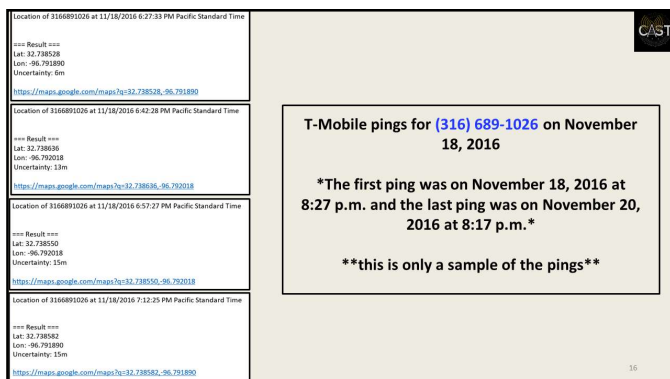 Location of 3166891026 at 11/18/2016 6:27:33 PM Pacific Standard Time
=== Result ===
Lat: 32.738528
Lon: -96.791890
Uncertainty: 6m
https://maps.google.com/maps?q=32.738528,-96.791890
Location of 3166891026 at 11/18/2016 6:42:28 PM Pacific Standard Time
=== Result ===
Lat: 32.738636
Lon: -96.792018
Uncertainty: 13m
https://maps.google.com/maps?q=32.738636,-96.792018
Location of 3166891026 at 11/18/2016 6:57:27 PM Pacific Standard Time
=== Result ===
Lat: 32.738550
Lon: -96.792018
Uncertainty: 15m
https://maps.google.com/maps?q=32.738550,-96.792018
Location of 3166891026 at 11/18/2016 7:12:25 PM Pacific Standard Time
=== Result ===
Lat: 32.738582
Lon: -96.791890
Uncertainty: 15m
https://maps.google.com/maps?q=32.738582,-96.791890
CAST
T-Mobile pings for (316) 689-1026 on November
18, 2016
*The first ping was on November 18, 2016 at
8:27 p.m. and the last ping was on November 20,
2016 at 8:17 p.m.*
**this is only a sample of the pings**
16